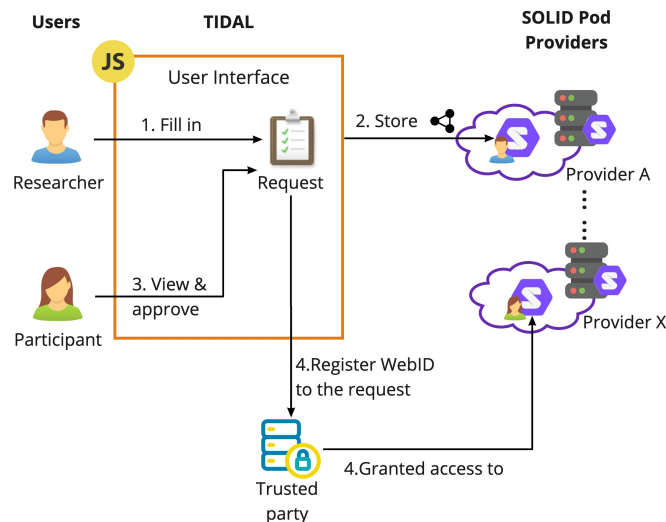 Users
TIDAL
SOLID Pod
Providers
JS
User Interface
1. Fill in
2. Store
Researcher
Request
Provider A
3. View &
approve
Participant
Provider X
4.Register WebID
to the request
4.Granted access to
Trusted
party